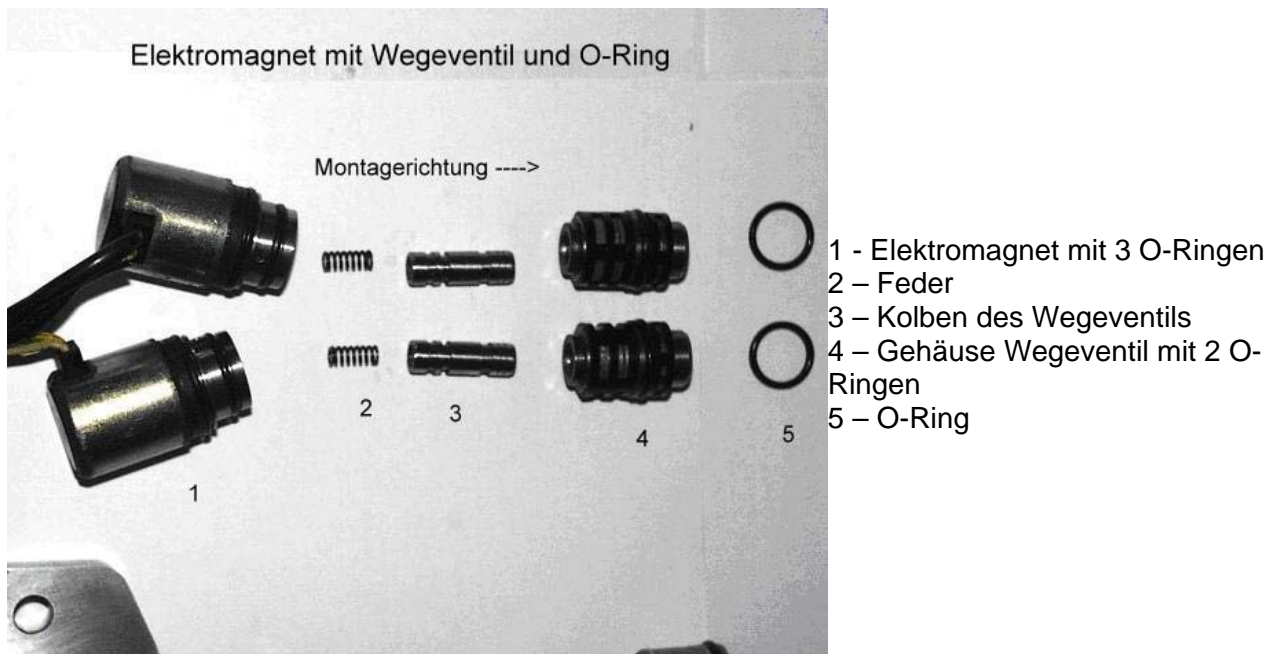 Elektromagnet mit Wegeventil und O-Ring
Montagerichtung ---->
1
2
3
4
5
1 - Elektromagnet mit 3 O-Ringen
2 – Feder
3 – Kolben des Wegeventils
4 – Gehäuse Wegeventil mit 2 O-
Ringen
5 – O-Ring